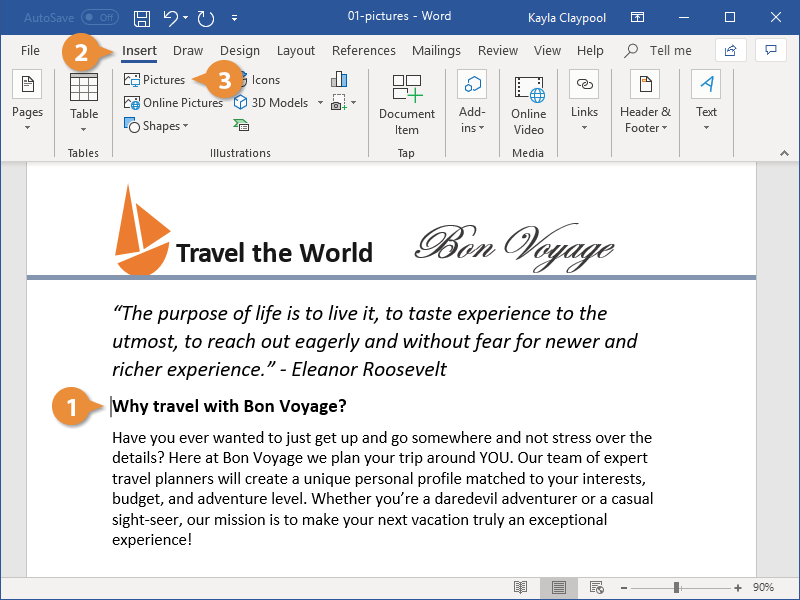 AutoSave Off
01-pictures - Word
Kayla Claypool
File Insert Draw Design Layout References Mailings Review View Help Tell me
2
3
Pages
Table
Tables
Pictures
Online Pictures
Shapes
Icons
3D Models
Illustrations
Document
Item
Tap
Add-
ins
Online
Video
Media
Links
Header &
Footer
Text
Travel the World
Bon Voyage
“The purpose of life is to live it, to taste experience to the
utmost, to reach out eagerly and without fear for newer and
richer experience.” - Eleanor Roosevelt
1
Why travel with Bon Voyage?
Have you ever wanted to just get up and go somewhere and not stress over the
details? Here at Bon Voyage we plan your trip around YOU. Our team of expert
travel planners will create a unique personal profile matched to your interests,
budget, and adventure level. Whether you’re a daredevil adventurer or a casual
sight-seer, our mission is to make your next vacation truly an exceptional
experience!
90%